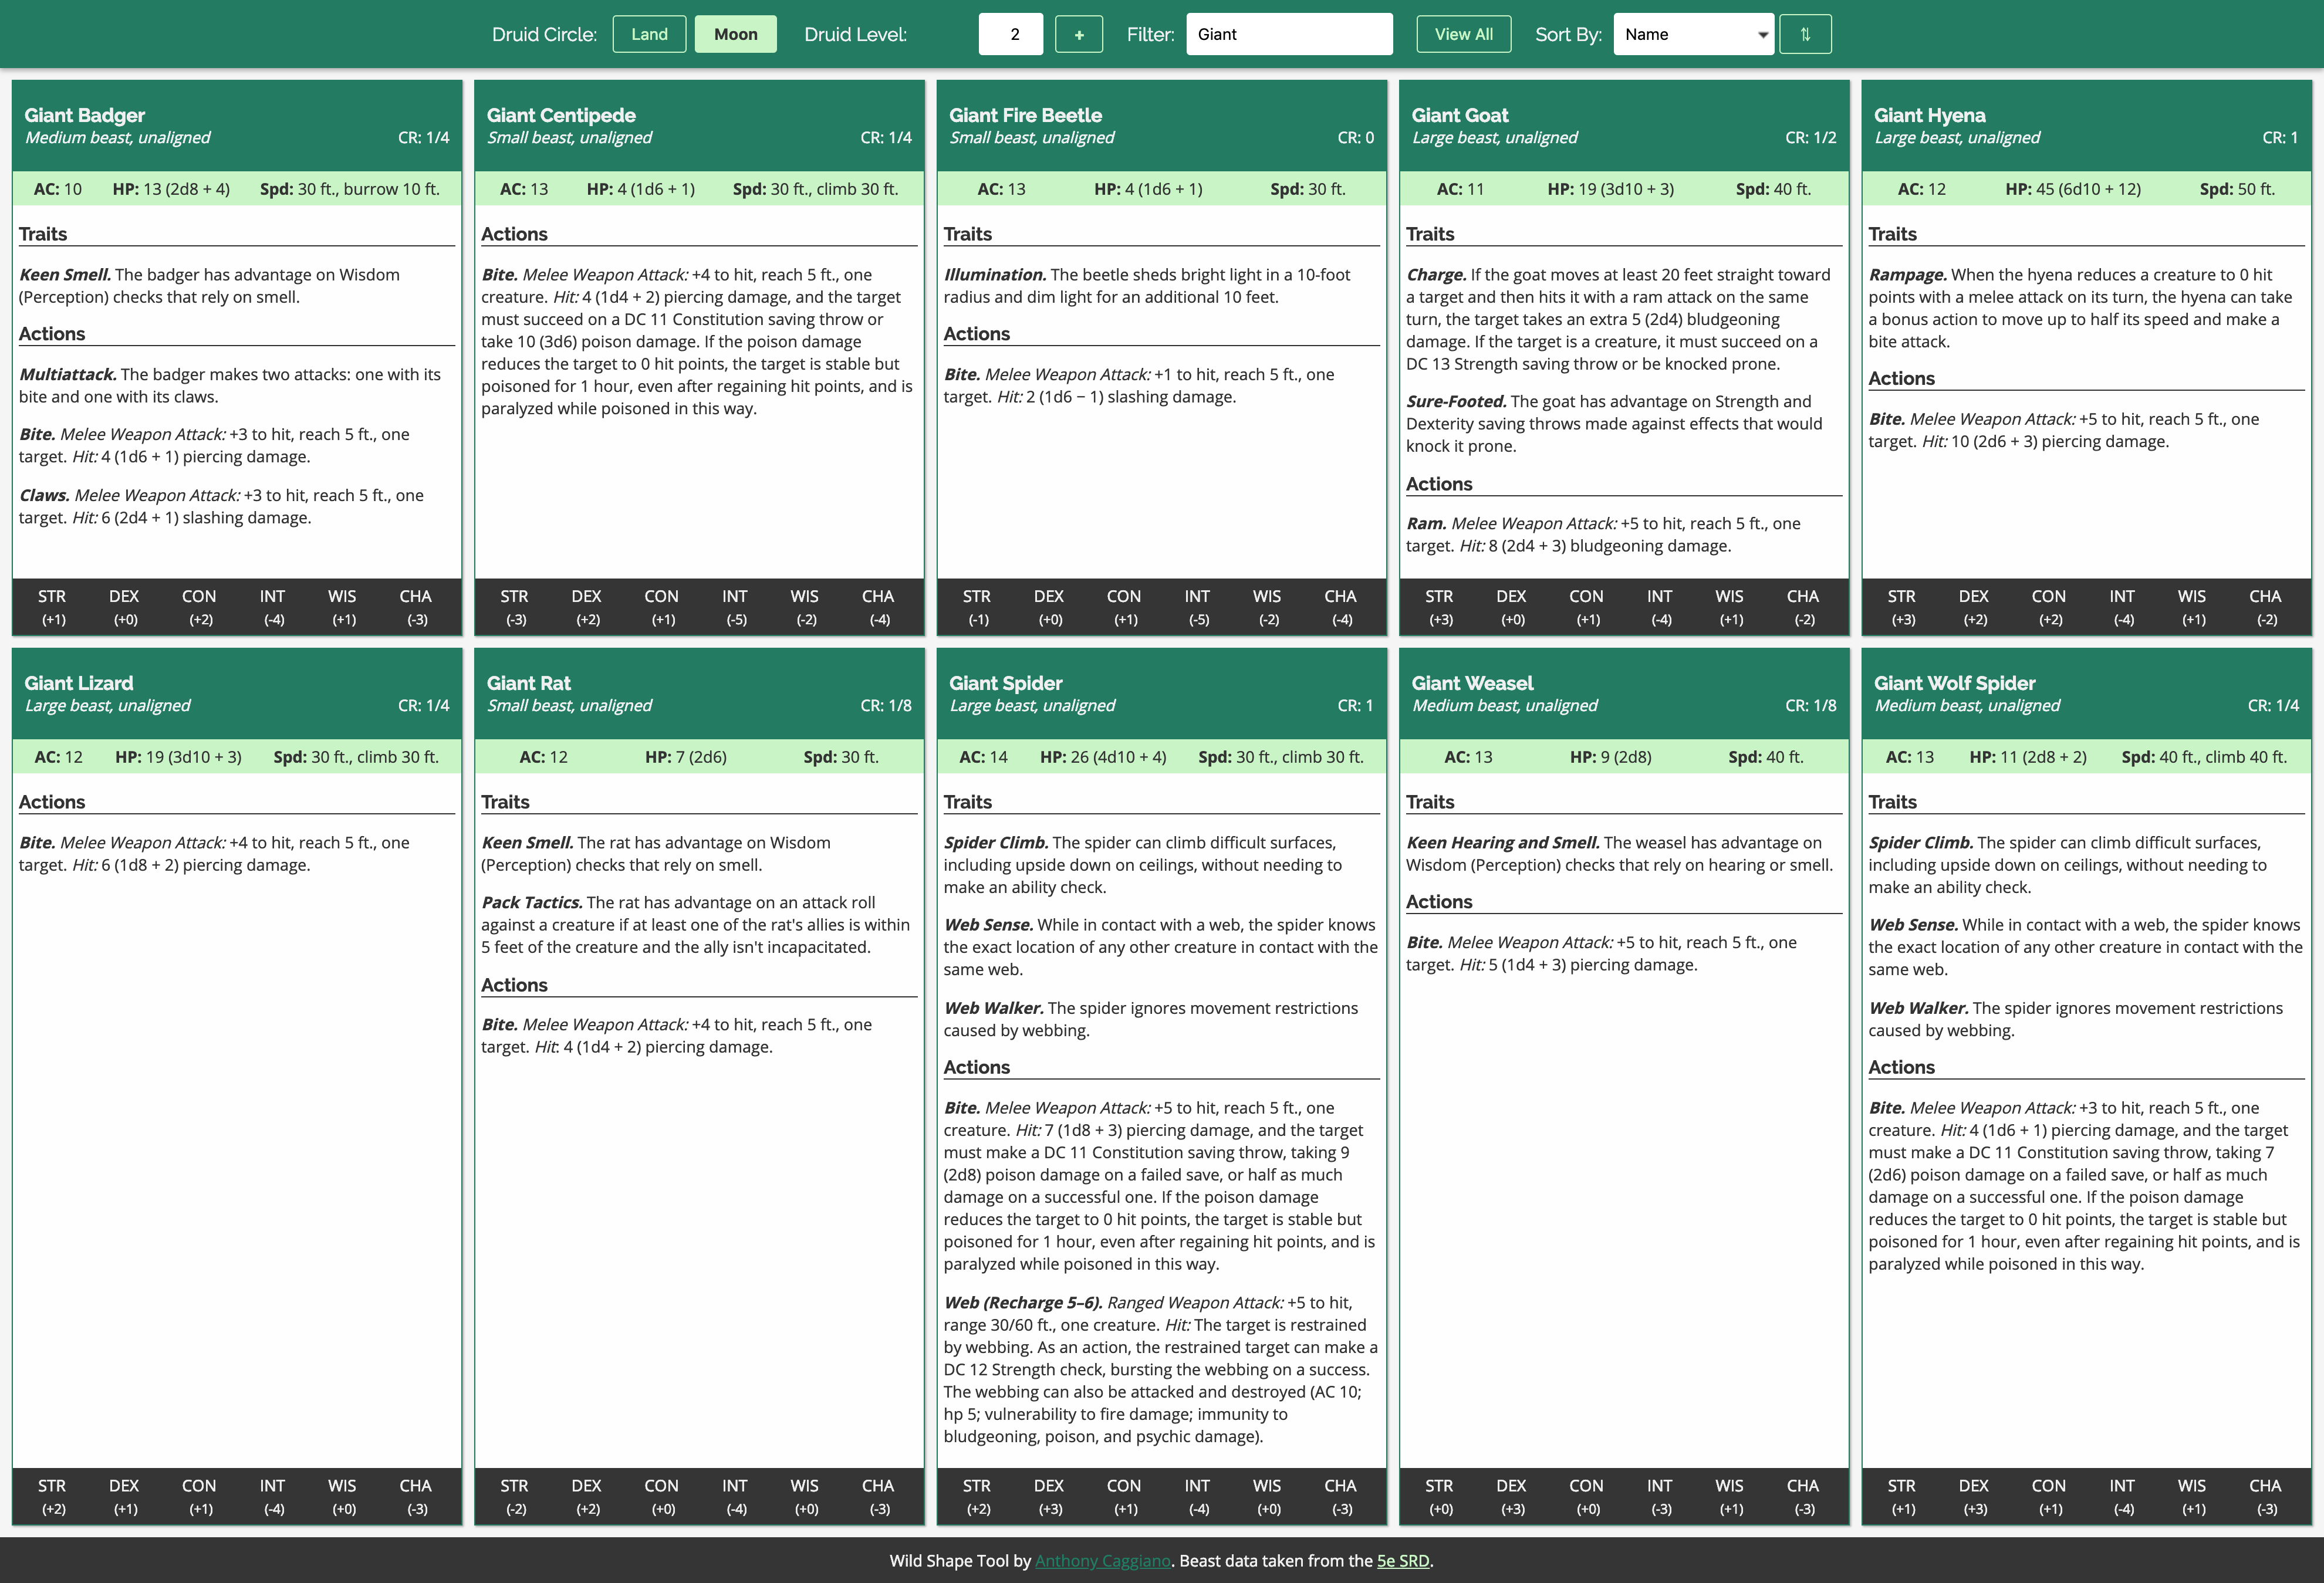 Druid Circle: Land Moon Druid Level: 2 + Filter: Giant View All Sort By: Name ⇅
Giant Badger
Medium beast, unaligned CR: 1/4
AC: 10 HP: 13 (2d8 + 4) Spd: 30 ft., burrow 10 ft.
Traits
Keen Smell. The badger has advantage on Wisdom
(Perception) checks that rely on smell.
Actions
Multiattack. The badger makes two attacks: one with its
bite and one with its claws.
Bite. Melee Weapon Attack: +3 to hit, reach 5 ft., one
target. Hit: 4 (1d6 + 1) piercing damage.
Claws. Melee Weapon Attack: +3 to hit, reach 5 ft., one
target. Hit: 6 (2d4 + 1) slashing damage.
STR DEX CON INT WIS CHA
(+1) (+0) (+2) (-4) (+1) (-3)
Giant Centipede
Small beast, unaligned CR: 1/4
AC: 13 HP: 4 (1d6 + 1) Spd: 30 ft., climb 30 ft.
Actions
Bite. Melee Weapon Attack: +4 to hit, reach 5 ft., one
creature. Hit: 4 (1d4 + 2) piercing damage, and the target
must succeed on a DC 11 Constitution saving throw or
take 10 (3d6) poison damage. If the poison damage
reduces the target to 0 hit points, the target is stable but
poisoned for 1 hour, even after regaining hit points, and is
paralyzed while poisoned in this way.
STR DEX CON INT WIS CHA
(-3) (+2) (+1) (-5) (-2) (-4)
Giant Fire Beetle
Small beast, unaligned CR: 0
AC: 13 HP: 4 (1d6 + 1) Spd: 30 ft.
Traits
Illumination. The beetle sheds bright light in a 10-foot
radius and dim light for an additional 10 feet.
Actions
Bite. Melee Weapon Attack: +1 to hit, reach 5 ft., one
target. Hit: 2 (1d6 − 1) slashing damage.
STR DEX CON INT WIS CHA
(-1) (+0) (+1) (-5) (-2) (-4)
Giant Goat
Large beast, unaligned CR: 1/2
AC: 11 HP: 19 (3d10 + 3) Spd: 40 ft.
Traits
Charge. If the goat moves at least 20 feet straight toward
a target and then hits it with a ram attack on the same
turn, the target takes an extra 5 (2d4) bludgeoning
damage. If the target is a creature, it must succeed on a
DC 13 Strength saving throw or be knocked prone.
Sure-Footed. The goat has advantage on Strength and
Dexterity saving throws made against effects that would
knock it prone.
Actions
Ram. Melee Weapon Attack: +5 to hit, reach 5 ft., one
target. Hit: 8 (2d4 + 3) bludgeoning damage.
STR DEX CON INT WIS CHA
(+3) (+0) (+1) (-4) (+1) (-2)
Giant Hyena
Large beast, unaligned CR: 1
AC: 12 HP: 45 (6d10 + 12) Spd: 50 ft.
Traits
Rampage. When the hyena reduces a creature to 0 hit
points with a melee attack on its turn, the hyena can take
a bonus action to move up to half its speed and make a
bite attack.
Actions
Bite. Melee Weapon Attack: +5 to hit, reach 5 ft., one
target. Hit: 10 (2d6 + 3) piercing damage.
STR DEX CON INT WIS CHA
(+3) (+2) (+2) (-4) (+1) (-2)
Giant Lizard
Large beast, unaligned CR: 1/4
AC: 12 HP: 19 (3d10 + 3) Spd: 30 ft., climb 30 ft.
Actions
Bite. Melee Weapon Attack: +4 to hit, reach 5 ft., one
target. Hit: 6 (1d8 + 2) piercing damage.
STR DEX CON INT WIS CHA
(+2) (+1) (+1) (-4) (+0) (-3)
Giant Rat
Small beast, unaligned CR: 1/8
AC: 12 HP: 7 (2d6) Spd: 30 ft.
Traits
Keen Smell. The rat has advantage on Wisdom
(Perception) checks that rely on smell.
Pack Tactics. The rat has advantage on an attack roll
against a creature if at least one of the rat's allies is within
5 feet of the creature and the ally isn't incapacitated.
Actions
Bite. Melee Weapon Attack: +4 to hit, reach 5 ft., one
target. Hit: 4 (1d4 + 2) piercing damage.
STR DEX CON INT WIS CHA
(-2) (+2) (+0) (-4) (+0) (-3)
Giant Spider
Large beast, unaligned CR: 1
AC: 14 HP: 26 (4d10 + 4) Spd: 30 ft., climb 30 ft.
Traits
Spider Climb. The spider can climb difficult surfaces,
including upside down on ceilings, without needing to
make an ability check.
Web Sense. While in contact with a web, the spider knows
the exact location of any other creature in contact with the
same web.
Web Walker. The spider ignores movement restrictions
caused by webbing.
Actions
Bite. Melee Weapon Attack: +5 to hit, reach 5 ft., one
creature. Hit: 7 (1d8 + 3) piercing damage, and the target
must make a DC 11 Constitution saving throw, taking 9
(2d8) poison damage on a failed save, or half as much
damage on a successful one. If the poison damage
reduces the target to 0 hit points, the target is stable but
poisoned for 1 hour, even after regaining hit points, and is
paralyzed while poisoned in this way.
Web (Recharge 5–6). Ranged Weapon Attack: +5 to hit,
range 30/60 ft., one creature. Hit: The target is restrained
by webbing. As an action, the restrained target can make a
DC 12 Strength check, bursting the webbing on a success.
The webbing can also be attacked and destroyed (AC 10;
hp 5; vulnerability to fire damage; immunity to
bludgeoning, poison, and psychic damage).
STR DEX CON INT WIS CHA
(+2) (+3) (+1) (-4) (+0) (-3)
Giant Weasel
Medium beast, unaligned CR: 1/8
AC: 13 HP: 9 (2d8) Spd: 40 ft.
Traits
Keen Hearing and Smell. The weasel has advantage on
Wisdom (Perception) checks that rely on hearing or smell.
Actions
Bite. Melee Weapon Attack: +5 to hit, reach 5 ft., one
target. Hit: 5 (1d4 + 3) piercing damage.
STR DEX CON INT WIS CHA
(+0) (+3) (+0) (-3) (+1) (-3)
Giant Wolf Spider
Medium beast, unaligned CR: 1/4
AC: 13 HP: 11 (2d8 + 2) Spd: 40 ft., climb 40 ft.
Traits
Spider Climb. The spider can climb difficult surfaces,
including upside down on ceilings, without needing to
make an ability check.
Web Sense. While in contact with a web, the spider knows
the exact location of any other creature in contact with the
same web.
Web Walker. The spider ignores movement restrictions
caused by webbing.
Actions
Bite. Melee Weapon Attack: +3 to hit, reach 5 ft., one
creature. Hit: 4 (1d6 + 1) piercing damage, and the target
must make a DC 11 Constitution saving throw, taking 7
(2d6) poison damage on a failed save, or half as much
damage on a successful one. If the poison damage
reduces the target to 0 hit points, the target is stable but
poisoned for 1 hour, even after regaining hit points, and is
paralyzed while poisoned in this way.
STR DEX CON INT WIS CHA
(+1) (+3) (+1) (-4) (+1) (-3)
Wild Shape Tool by Anthony Caggiano. Beast data taken from the 5e SRD.